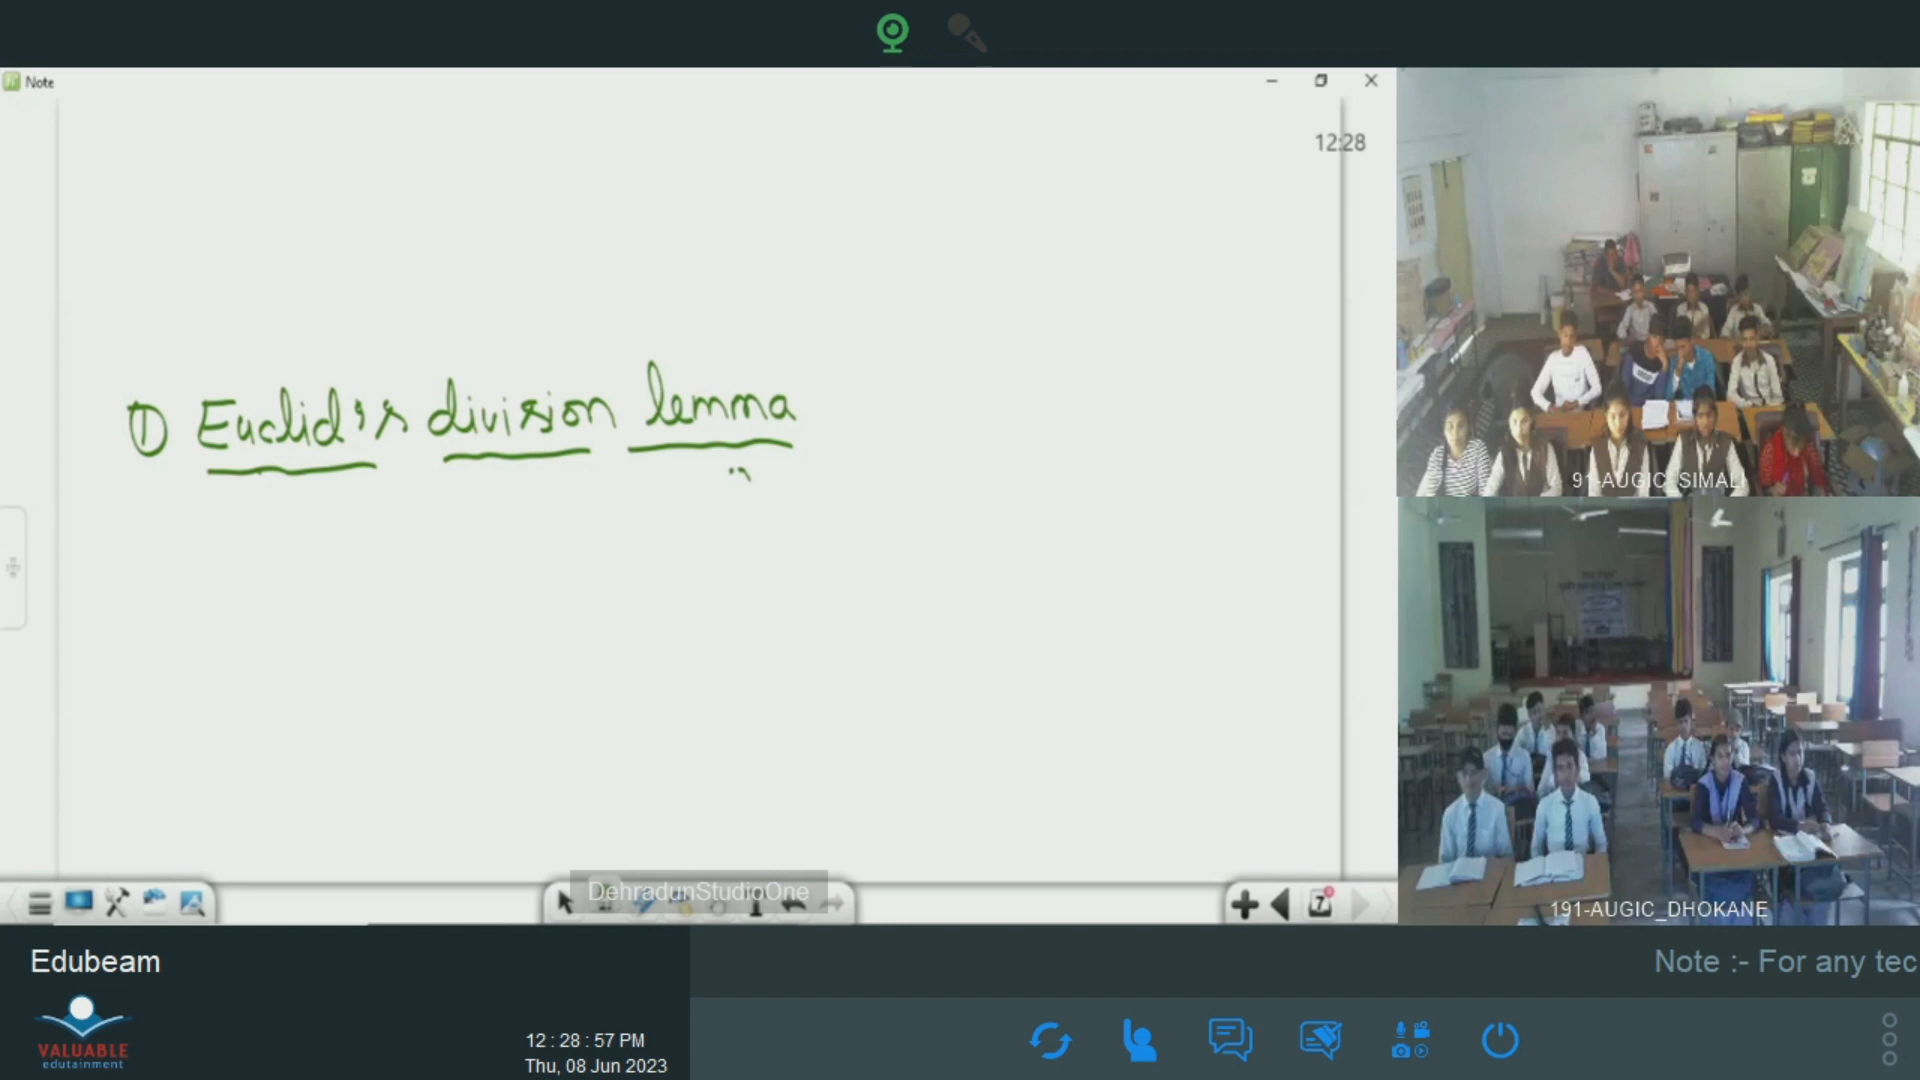 Note
12:28
① Euclid's division lemma
91-AUGIC_SIMALI
DehradunStudioOne
7
191-AUGIC_DHOKANE
Edubeam
Note :- For any tec
VALUABLE
edutainment
12 : 28 : 57 PM
Thu, 08 Jun 2023